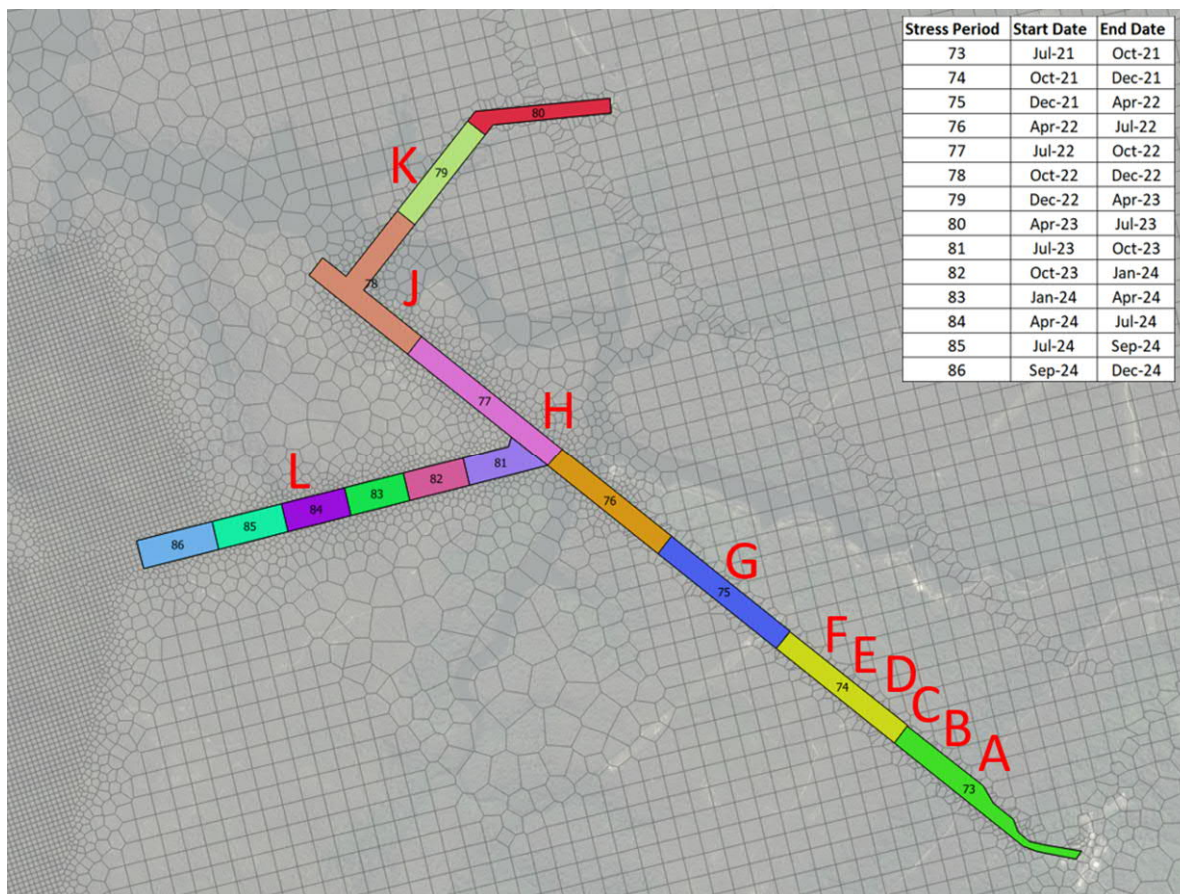 Stress Period Start Date End Date
73 Jul-21 Oct-21
74 Oct-21 Dec-21
75 Dec-21 Apr-22
76 Apr-22 Jul-22
77 Jul-22 Oct-22
78 Oct-22 Dec-22
79 Dec-22 Apr-23
80 Apr-23 Jul-23
81 Jul-23 Oct-23
82 Oct-23 Jan-24
83 Jan-24 Apr-24
84 Apr-24 Jul-24
85 Jul-24 Sep-24
86 Sep-24 Dec-24
80
K
79
78
J
77
H
L
81
82
83
84
85
86
76
G
75
F
E
D
C
B
A
74
73